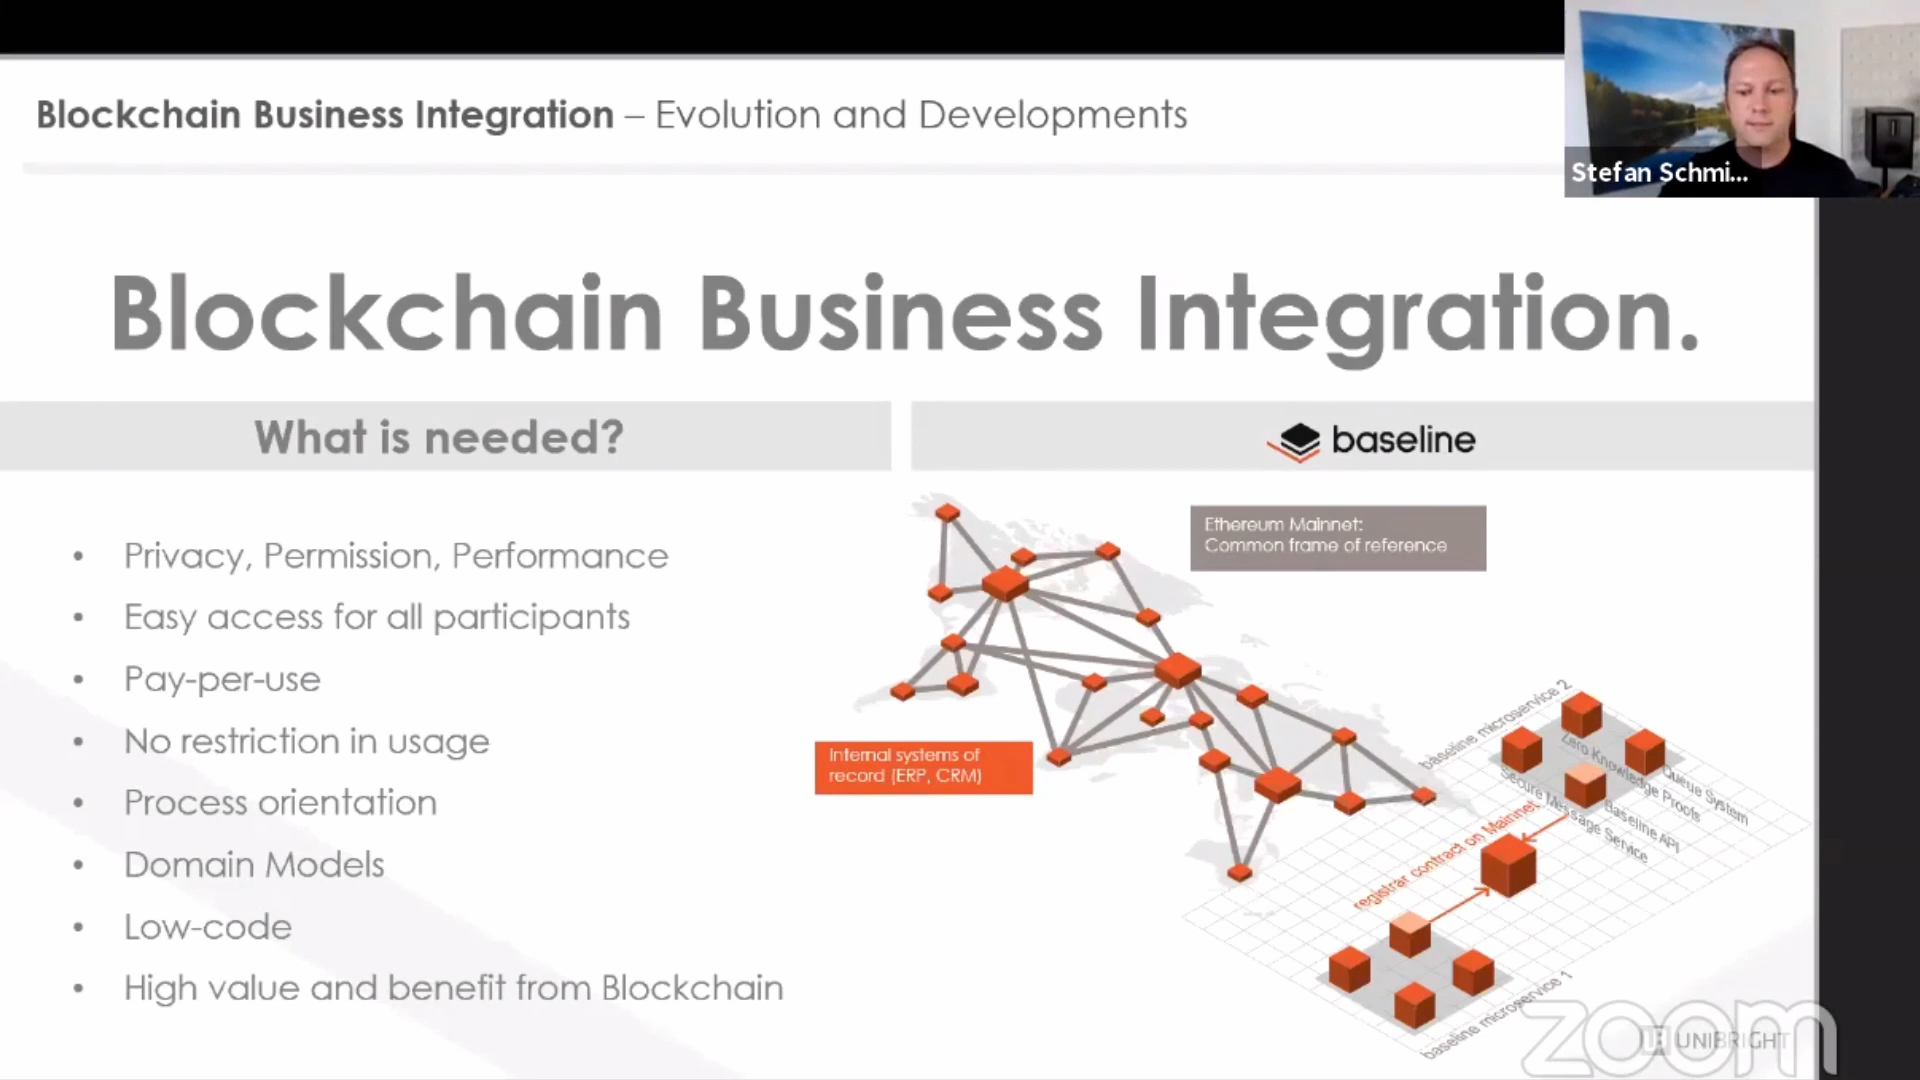 Blockchain Business Integration – Evolution and Developments
Stefan Schmi...
Blockchain Business Integration.
What is needed?
• Privacy, Permission, Performance
• Easy access for all participants
• Pay-per-use
• No restriction in usage
• Process orientation
• Domain Models
• Low-code
• High value and benefit from Blockchain
baseline
Ethereum Mainnet:
Common frame of reference
Internal systems of
record (ERP, CRM)
baseline microservice 2
Queue System
Zero Knowledge Proofs
Baseline API
Secure Message Service
registrar contract on Mainnet
baseline microservice 1
UNIBRIGHT
zoom